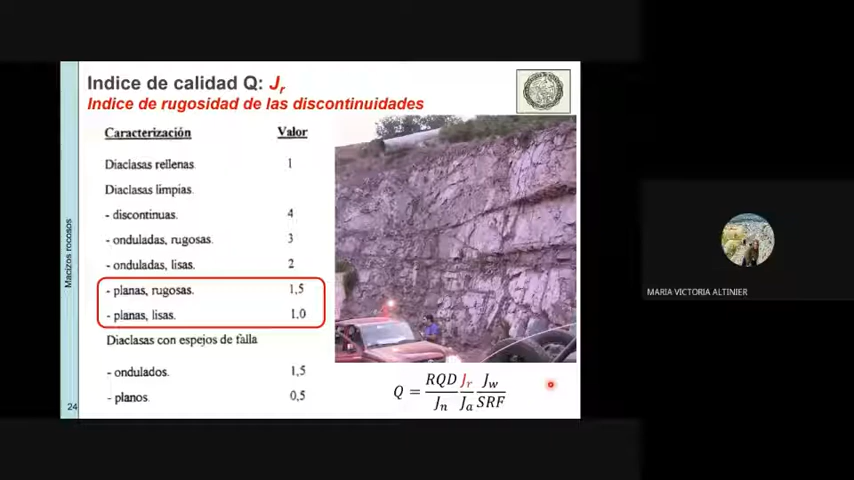 Indice de calidad Q: Jr
Indice de rugosidad de las discontinuidades
Caracterización Valor
Diaclasas rellenas 1
Diaclasas limpias.
- discontinuas. 4
- onduladas, rugosas. 3
- onduladas, lisas. 2
- planas, rugosas. 1,5
- planas, lisas. 1,0
Diaclasas con espejos de falla
- ondulados. 1,5
- planos. 0,5
Q = RQD/Jn Jr/Ja Jw/SRF
Macizos rocosos
24
MARIA VICTORIA ALTINIER